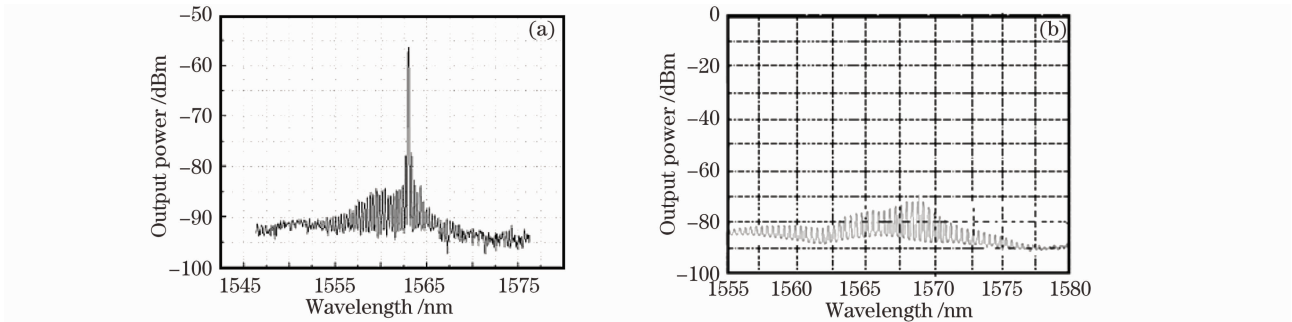 (a)
Output power /dBm
−50
−60
−70
−80
−90
−100
1545 1555 1565 1575
Wavelength /nm
(b)
Output power /dBm
0
−20
−40
−60
−80
−100
1555 1560 1565 1570 1575 1580
Wavelength /nm